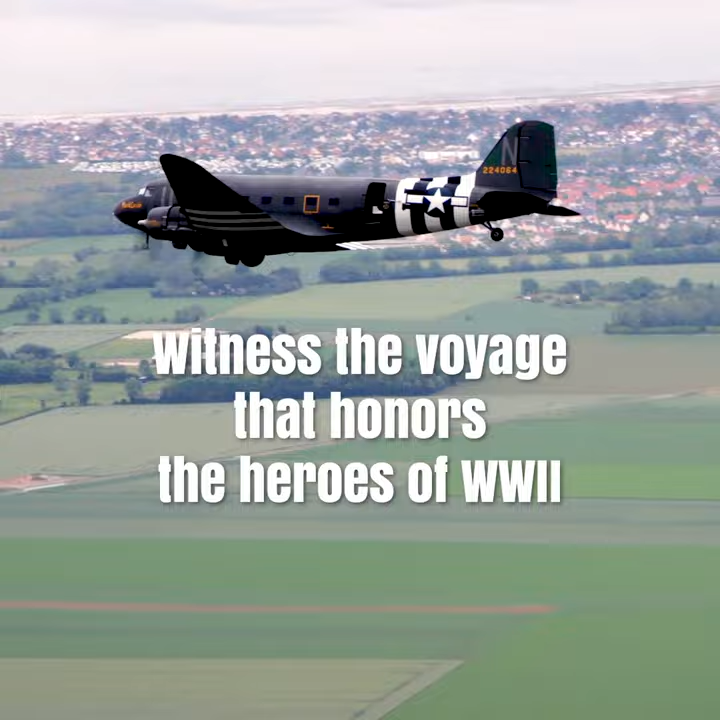 N
224064
witness the voyage
that honors
the heroes of WWII